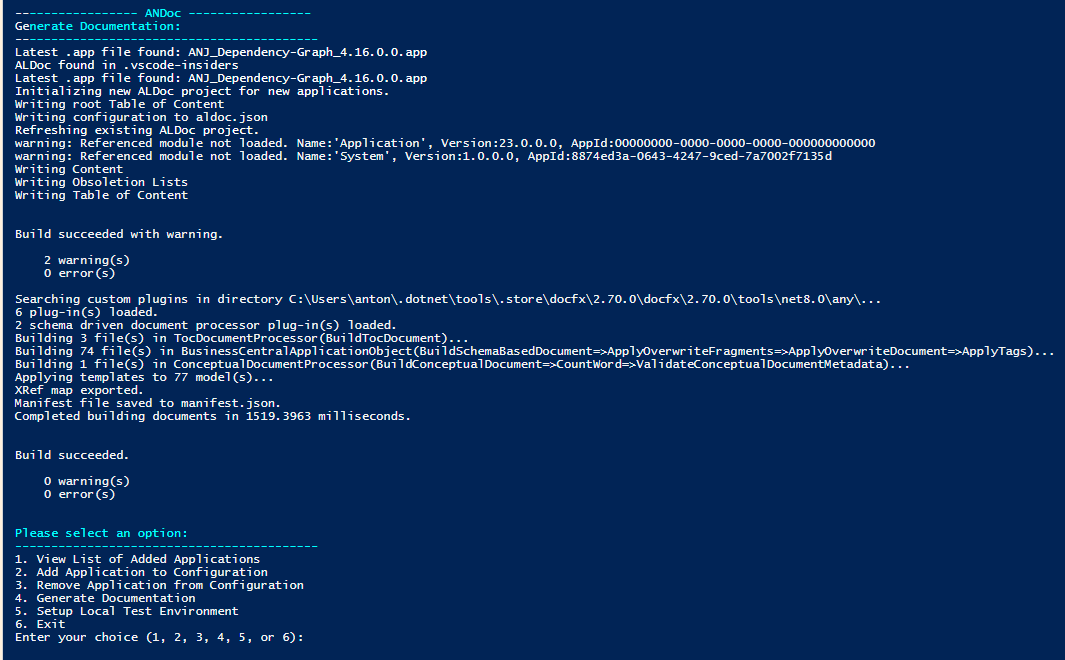 ----------------- ANDoc -----------------
Generate Documentation:
------------------------------------------
Latest .app file found: ANJ_Dependency-Graph_4.16.0.0.app
ALDoc found in .vscode-insiders
Latest .app file found: ANJ_Dependency-Graph_4.16.0.0.app
Initializing new ALDoc project for new applications.
Writing root Table of Content
Writing configuration to aldoc.json
Refreshing existing ALDoc project.
warning: Referenced module not loaded. Name:'Application', Version:23.0.0.0, AppId:00000000-0000-0000-0000-000000000000
warning: Referenced module not loaded. Name:'System', Version:1.0.0.0, AppId:8874ed3a-0643-4247-9ced-7a7002f7135d
Writing Content
Writing Obsoletion Lists
Writing Table of Content
Build succeeded with warning.
2 warning(s)
0 error(s)
Searching custom plugins in directory C:\Users\anton\.dotnet\tools\.store\docfx\2.70.0\docfx\2.70.0\tools\net8.0\any\...
6 plug-in(s) loaded.
2 schema driven document processor plug-in(s) loaded.
Building 3 file(s) in TocDocumentProcessor(BuildTocDocument)...
Building 74 file(s) in BusinessCentralApplicationObject(BuildSchemaBasedDocument=>ApplyOverwriteFragments=>ApplyOverwriteDocument=>ApplyTags)...
Building 1 file(s) in ConceptualDocumentProcessor(BuildConceptualDocument=>CountWord=>ValidateConceptualDocumentMetadata)...
Applying templates to 77 model(s)...
XRef map exported.
Manifest file saved to manifest.json.
Completed building documents in 1519.3963 milliseconds.
Build succeeded.
0 warning(s)
0 error(s)
Please select an option:
------------------------------------------
1. View List of Added Applications
2. Add Application to Configuration
3. Remove Application from Configuration
4. Generate Documentation
5. Setup Local Test Environment
6. Exit
Enter your choice (1, 2, 3, 4, 5, or 6):